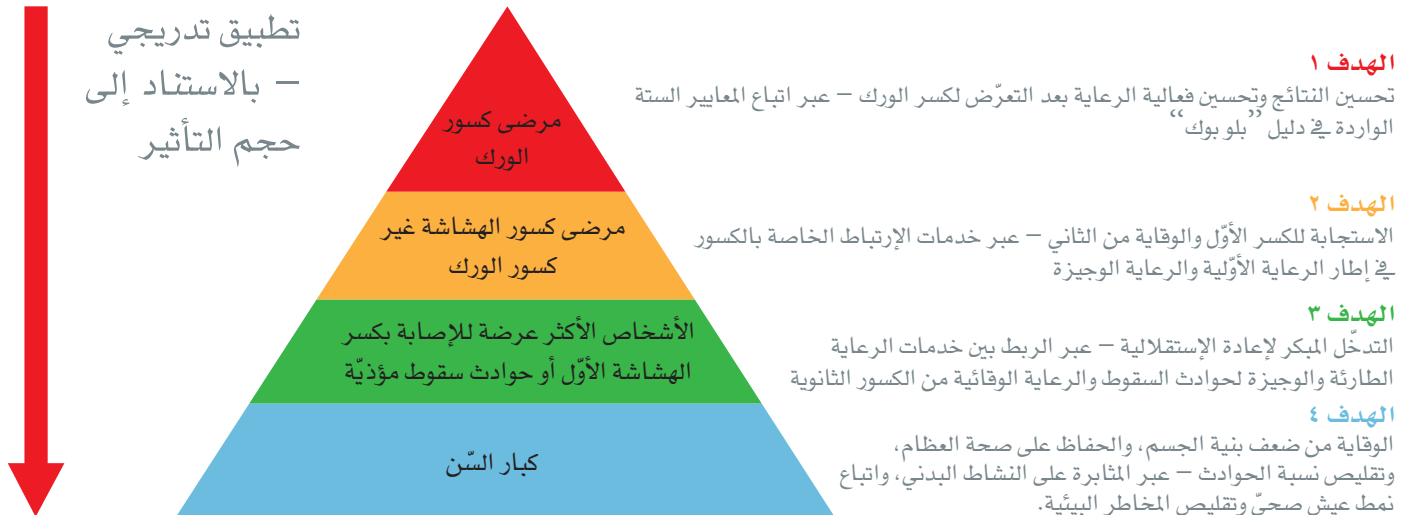 تطبيق تدريجي
– بالاستناد إلى
حجم التأثير
مرضى كسور
الورك
مرضى كسور الهشاشة غير
كسور الورك
الأشخاص الأكثر عرضة للإصابة بكسر
الهشاشة الأوّل أو حوادث سقوط مؤذيّة
كبار السّن
الهدف ١
تحسين النتائج وتحسين فعالية الرعاية بعد التعرّض لكسر الورك – عبر اتباع المعايير الستة
الواردة في دليل ’’بلو بوك‘‘
الهدف ٢
الاستجابة للكسر الأوّل والوقاية من الثاني – عبر خدمات الإرتباط الخاصة بالكسور
في إطار الرعاية الأوّلية والرعاية الوجيزة
الهدف ٣
التدخّل المبكر لإعادة الإستقلالية – عبر الربط بين خدمات الرعاية
الطارئة والوجيزة لحوادث السقوط والرعاية الوقائية من الكسور الثانوية
الهدف ٤
الوقاية من ضعف بنية الجسم، والحفاظ على صحة العظام،
وتقليص نسبة الحوادث – عبر المثابرة على النشاط البدني، واتباع
نمط عيش صحيّ وتقليص المخاطر البيئية.